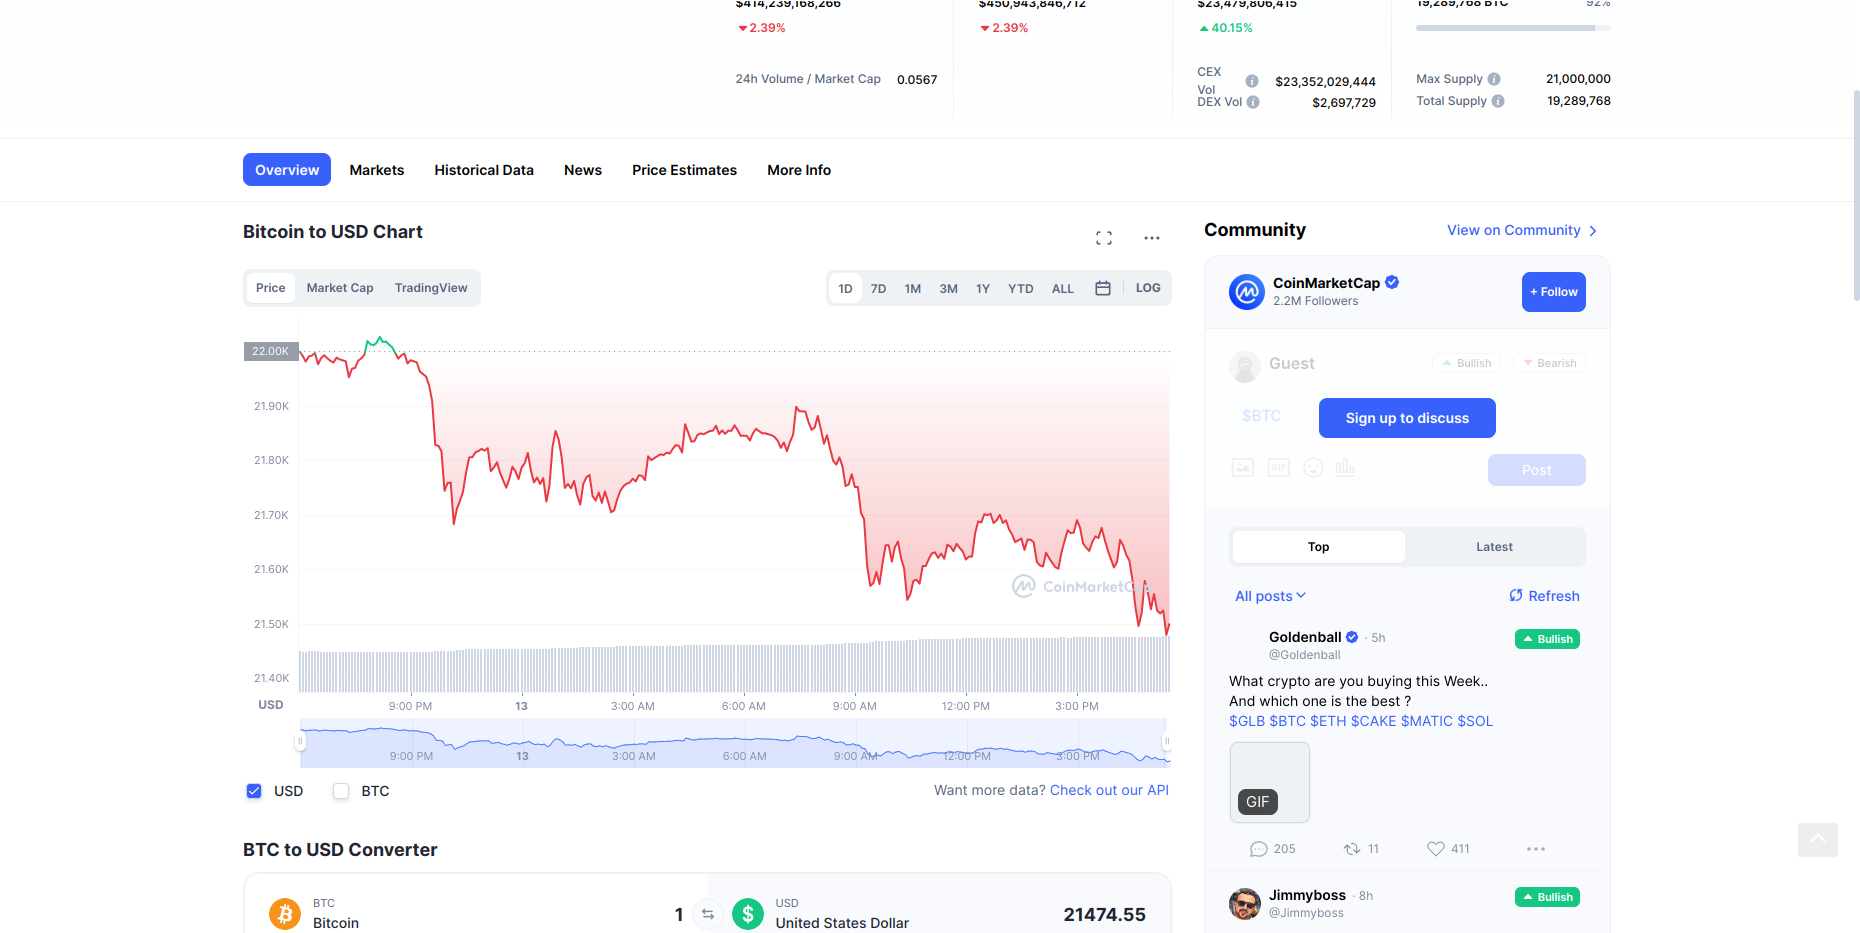 $414,239,168,266
$450,943,846,712
$23,479,806,415
19,289,768 BTC
92%
2.39%
2.39%
40.15%
24h Volume / Market Cap 0.0567
CEX
Vol
$23,352,029,444
DEX Vol
$2,697,729
Max Supply 21,000,000
Total Supply 19,289,768
Overview
Markets
Historical Data
News
Price Estimates
More Info
Bitcoin to USD Chart
Price
Market Cap
TradingView
1D
7D
1M
3M
1Y
YTD
ALL
LOG
22.00K
21.90K
21.80K
21.70K
21.60K
21.50K
21.40K
CoinMarketC
USD
9:00 PM
13
3:00 AM
6:00 AM
9:00 AM
12:00 PM
3:00 PM
9:00 PM
13
3:00 AM
6:00 AM
9:00 AM
12:00 PM
3:00 PM
USD
BTC
Want more data? Check out our API
BTC to USD Converter
BTC
Bitcoin
1
USD
United States Dollar
21474.55
Community
View on Community
CoinMarketCap
2.2M Followers
+ Follow
Guest
Bullish
Bearish
$BTC
Sign up to discuss
GIF
Post
Top
Latest
All posts
Refresh
Goldenball · 5h
@Goldenball
Bullish
What crypto are you buying this Week..
And which one is the best ?
$GLB $BTC $ETH $CAKE $MATIC $SOL
GIF
205
11
411
Jimmyboss · 8h
@Jimmyboss
Bullish